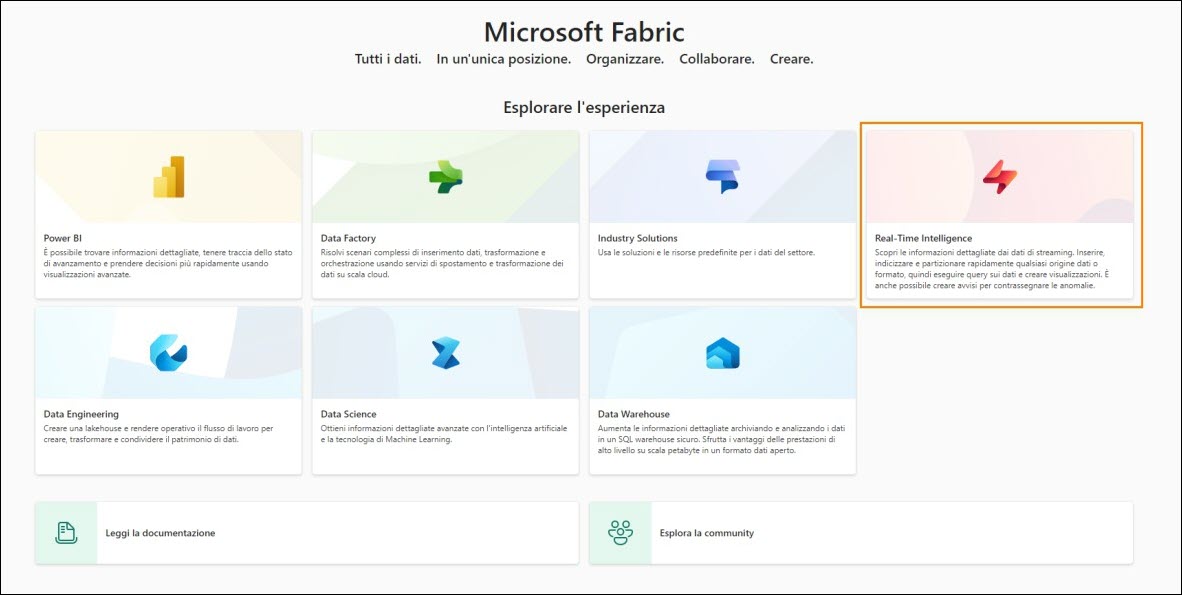 Microsoft Fabric
Tutti i dati. In un'unica posizione. Organizzare. Collaborare. Creare.
Esplorare l'esperienza
Power BI
È possibile trovare informazioni dettagliate, tenere traccia dello stato
di avanzamento e prendere decisioni più rapidamente usando
visualizzazioni avanzate.
Data Factory
Risolvi scenari complessi di inserimento dati, trasformazione e
orchestrazione usando servizi di spostamento e trasformazione dei
dati su scala cloud.
Industry Solutions
Usa le soluzioni e le risorse predefinite per i dati del settore.
Real-Time Intelligence
Scopri le informazioni dettagliate dai dati di streaming. Inserire,
indicizzare e partizionare rapidamente qualsiasi origine dati o
formato, quindi eseguire query sui dati e creare visualizzazioni. È
anche possibile creare avvisi per contrassegnare le anomalie.
Data Engineering
Creare una lakehouse e rendere operativo il flusso di lavoro per
creare, trasformare e condividere il patrimonio di dati.
Data Science
Ottieni informazioni dettagliate avanzate con l'intelligenza artificiale
e la tecnologia di Machine Learning.
Data Warehouse
Aumenta le informazioni dettagliate archiviando e analizzando i dati
in un SQL warehouse sicuro. Sfrutta i vantaggi delle prestazioni di
alto livello su scala petabyte in un formato dati aperto.
Leggi la documentazione
Esplora la community